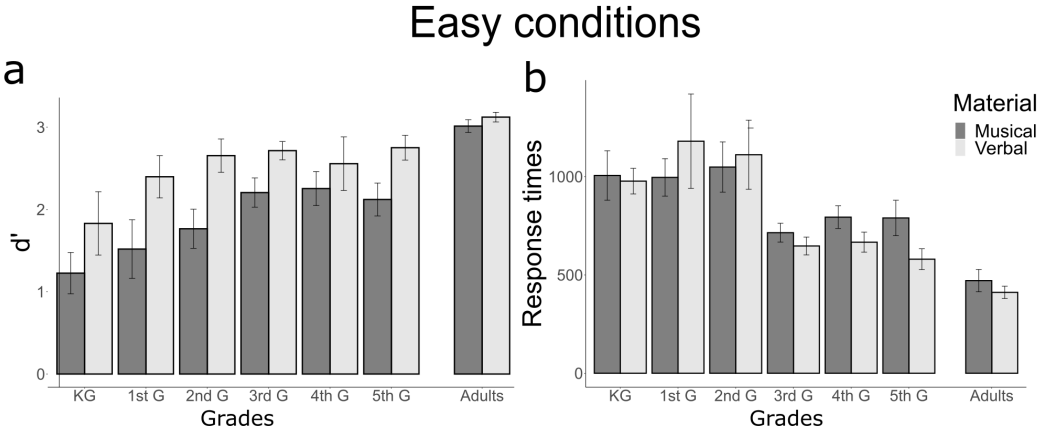 Easy conditions
a
d'
3
2
1
0
KG 1st G 2nd G 3rd G 4th G 5th G Adults
Grades
b
Response times
1000
500
0
KG 1st G 2nd G 3rd G 4th G 5th G Adults
Grades
Material
Musical
Verbal